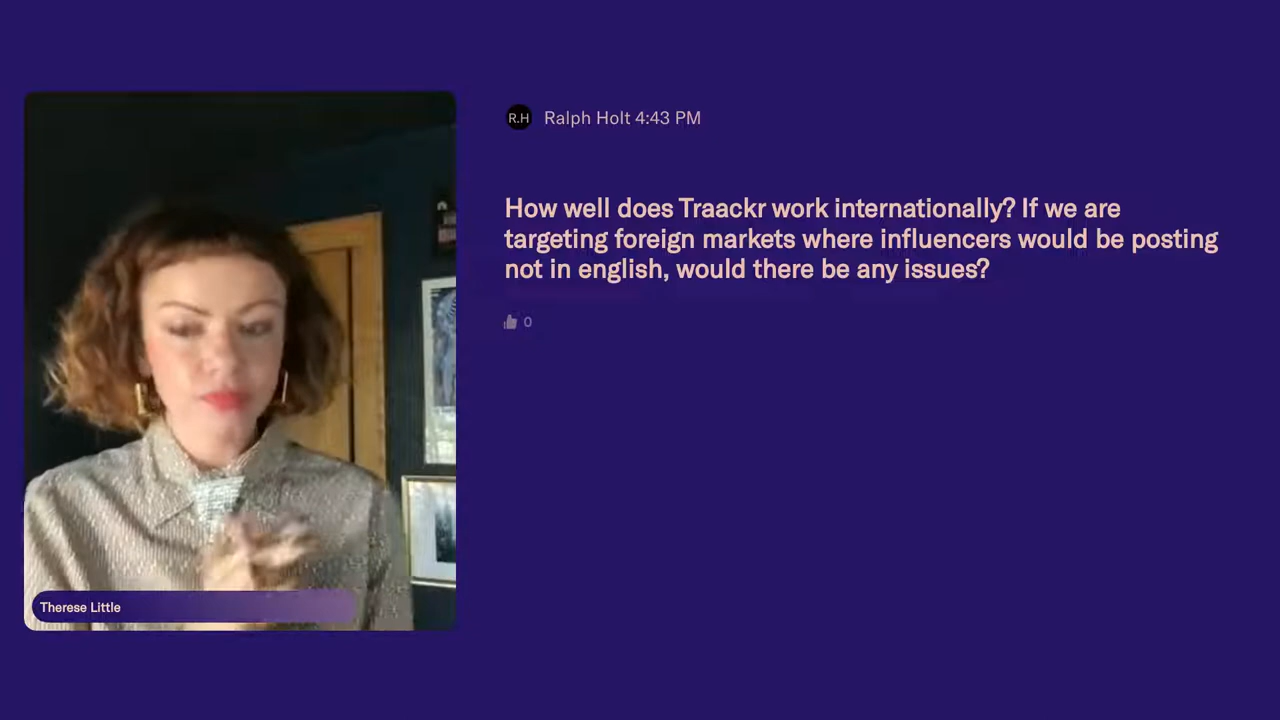 R.H
Ralph Holt 4:43 PM
How well does Traackr work internationally? If we are
targeting foreign markets where influencers would be posting
not in english, would there be any issues?
0
Therese Little